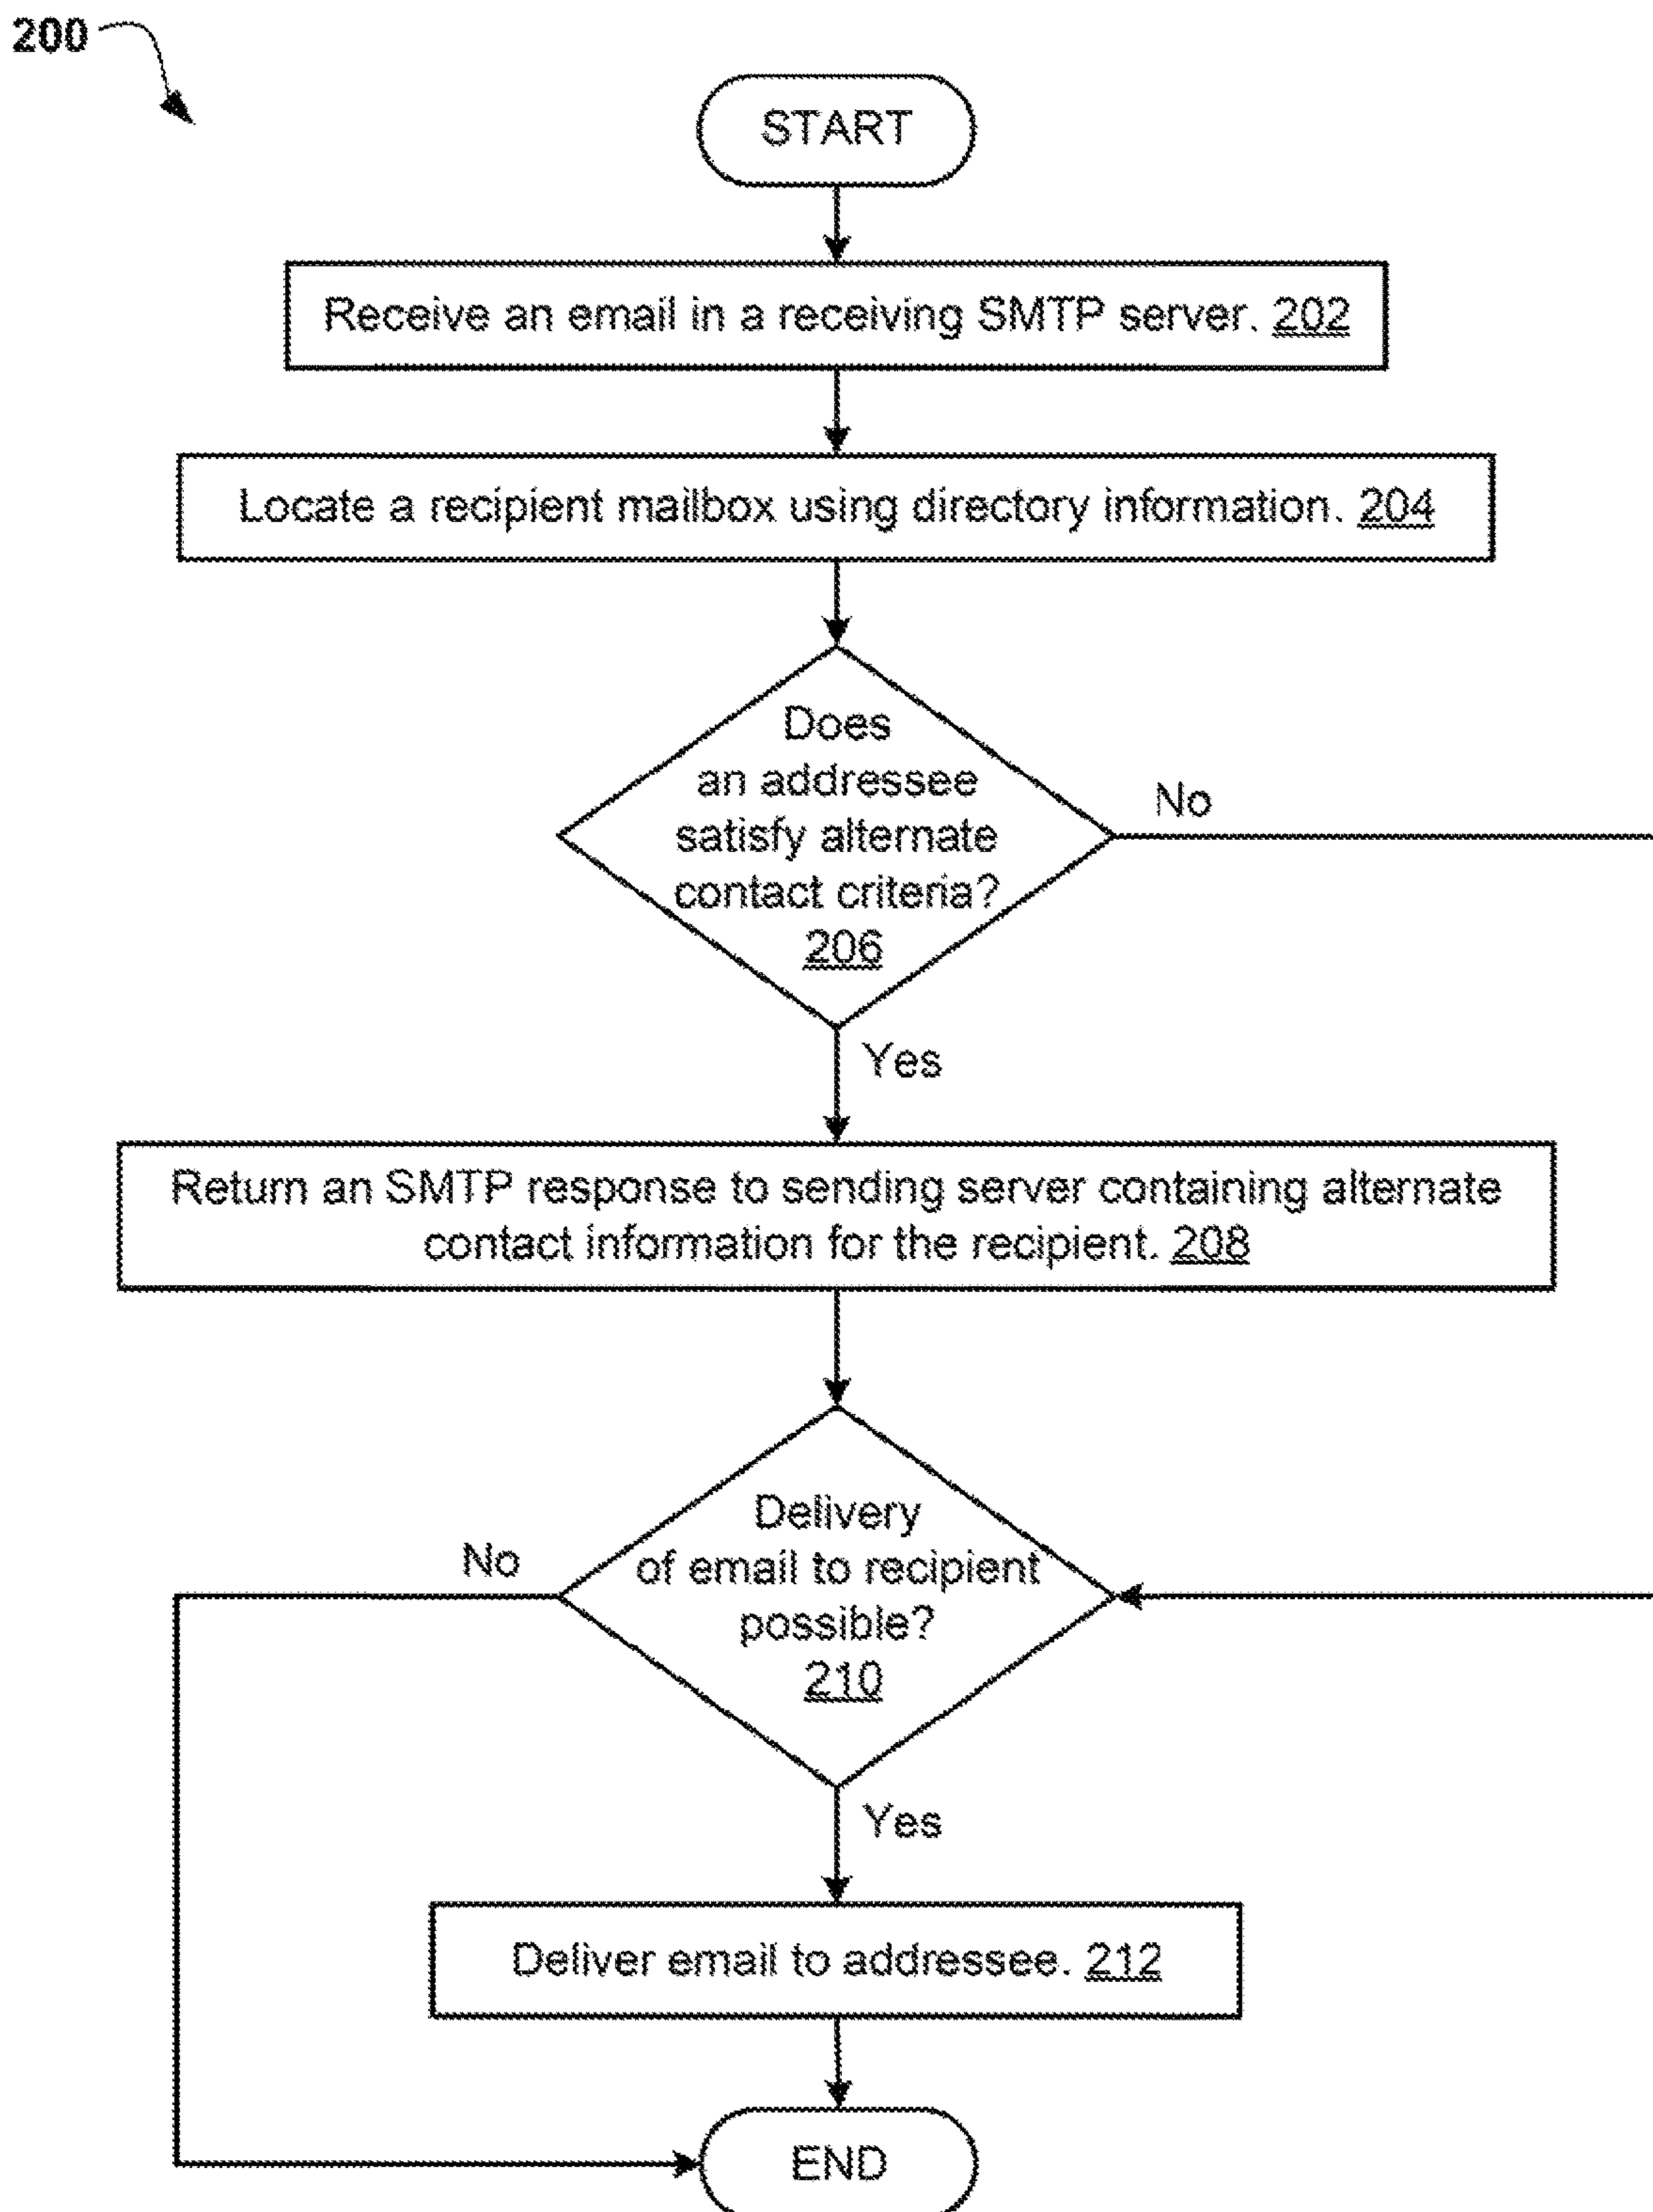 200
START
Receive an email in a receiving SMTP server. 202
Locate a recipient mailbox using directory information. 204
Does
an addressee
satisfy alternate
contact criteria?
206
No
Yes
Return an SMTP response to sending server containing alternate
contact information for the recipient. 208
Delivery
of email to recipient
possible?
210
No
Yes
Deliver email to addressee. 212
END